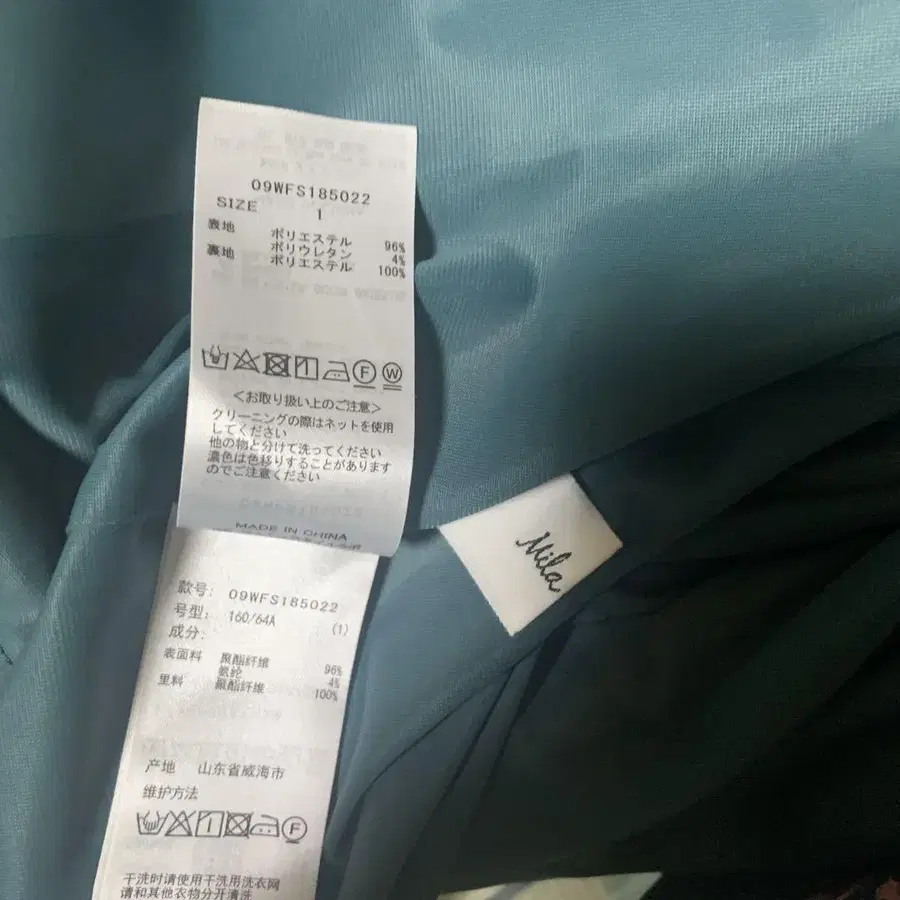 09WFS185022
SIZE 1
表地 ポリエステル 96%
ポリウレタン 4%
裏地 ポリエステル 100%
F W
<お取り扱い上のご注意>
クリーニングの際はネットを使用
してください
他の物と分けて洗ってください
濃色は色移りすることがあります
のでご注意ください
MADE IN CHINA
Mila
款号: 09WFS185022
号型: 160/64A (1)
成分:
表面料 聚酯纤维 96%
氨纶 4%
里料 聚酯纤维 100%
产地 山东省威海市
维护方法
F
干洗时请使用干洗用洗衣网
请和其他衣物分开清洗